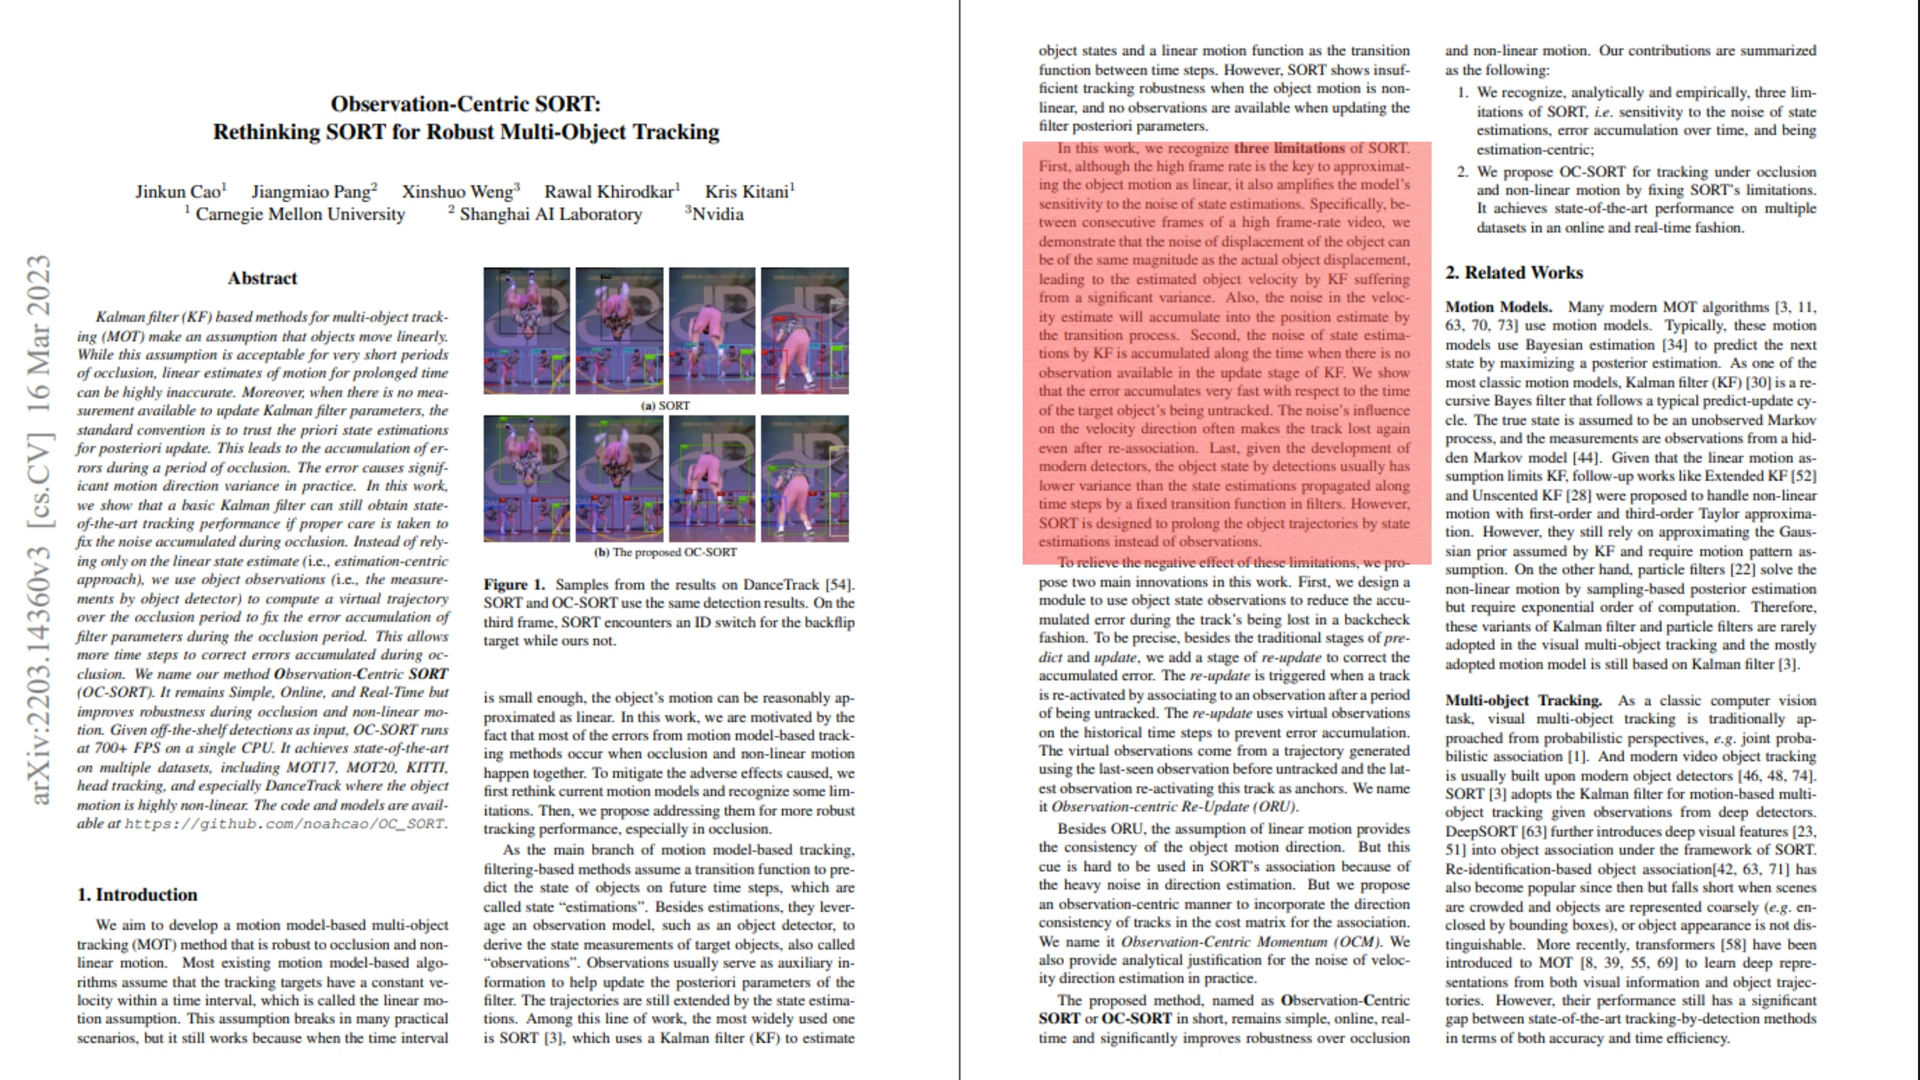 Observation-Centric SORT:
Rethinking SORT for Robust Multi-Object Tracking
Jinkun Cao1 Jiangmiao Pang2 Xinshuo Weng3 Rawal Khirodkar1 Kris Kitani1
1 Carnegie Mellon University 2 Shanghai AI Laboratory 3Nvidia
arXiv:2203.14360v3 [cs.CV] 16 Mar 2023
Abstract
Kalman filter (KF) based methods for multi-object track-
ing (MOT) make an assumption that objects move linearly.
While this assumption is acceptable for very short periods
of occlusion, linear estimates of motion for prolonged time
can be highly inaccurate. Moreover, when there is no mea-
surement available to update Kalman filter parameters, the
standard convention is to trust the priori state estimations
for posteriori update. This leads to the accumulation of er-
rors during a period of occlusion. The error causes signif-
icant motion direction variance in practice. In this work,
we show that a basic Kalman filter can still obtain state-
of-the-art tracking performance if proper care is taken to
fix the noise accumulated during occlusion. Instead of rely-
ing only on the linear state estimate (i.e., estimation-centric
approach), we use object observations (i.e., the measure-
ments by object detector) to compute a virtual trajectory
over the occlusion period to fix the error accumulation of
filter parameters during the occlusion period. This allows
more time steps to correct errors accumulated during oc-
clusion. We name our method Observation-Centric SORT
(OC-SORT). It remains Simple, Online, and Real-Time but
improves robustness during occlusion and non-linear mo-
tion. Given off-the-shelf detections as input, OC-SORT runs
at 700+ FPS on a single CPU. It achieves state-of-the-art
on multiple datasets, including MOT17, MOT20, KITTI,
head tracking, and especially DanceTrack where the object
motion is highly non-linear. The code and models are avail-
able at https://github.com/noahcao/OC_SORT.
1. Introduction
We aim to develop a motion model-based multi-object
tracking (MOT) method that is robust to occlusion and non-
linear motion. Most existing motion model-based algo-
rithms assume that the tracking targets have a constant ve-
locity within a time interval, which is called the linear mo-
tion assumption. This assumption breaks in many practical
scenarios, but it still works because when the time interval
(a) SORT
(b) The proposed OC-SORT
Figure 1. Samples from the results on DanceTrack [54].
SORT and OC-SORT use the same detection results. On the
third frame, SORT encounters an ID switch for the backflip
target while ours not.
is small enough, the object's motion can be reasonably ap-
proximated as linear. In this work, we are motivated by the
fact that most of the errors from motion model-based track-
ing methods occur when occlusion and non-linear motion
happen together. To mitigate the adverse effects caused, we
first rethink current motion models and recognize some lim-
itations. Then, we propose addressing them for more robust
tracking performance, especially in occlusion.
As the main branch of motion model-based tracking,
filtering-based methods assume a transition function to pre-
dict the state of objects on future time steps, which are
called state “estimations”. Besides estimations, they lever-
age an observation model, such as an object detector, to
derive the state measurements of target objects, also called
“observations”. Observations usually serve as auxiliary in-
formation to help update the posteriori parameters of the
filter. The trajectories are still extended by the state estima-
tions. Among this line of work, the most widely used one
is SORT [3], which uses a Kalman filter (KF) to estimate
object states and a linear motion function as the transition
function between time steps. However, SORT shows insuf-
ficient tracking robustness when the object motion is non-
linear, and no observations are available when updating the
filter posteriori parameters.
In this work, we recognize three limitations of SORT.
First, although the high frame rate is the key to approximat-
ing the object motion as linear, it also amplifies the model's
sensitivity to the noise of state estimations. Specifically, be-
tween consecutive frames of a high frame-rate video, we
demonstrate that the noise of displacement of the object can
be of the same magnitude as the actual object displacement,
leading to the estimated object velocity by KF suffering
from a significant variance. Also, the noise in the veloc-
ity estimate will accumulate into the position estimate by
the transition process. Second, the noise of state estima-
tions by KF is accumulated along the time when there is no
observation available in the update stage of KF. We show
that the error accumulates very fast with respect to the time
of the target object's being untracked. The noise's influence
on the velocity direction often makes the track lost again
even after re-association. Last, given the development of
modern detectors, the object state by detections usually has
lower variance than the state estimations propagated along
time steps by a fixed transition function in filters. However,
SORT is designed to prolong the object trajectories by state
estimations instead of observations.
To relieve the negative effect of these limitations, we pro-
pose two main innovations in this work. First, we design a
module to use object state observations to reduce the accu-
mulated error during the track's being lost in a backcheck
fashion. To be precise, besides the traditional stages of pre-
dict and update, we add a stage of re-update to correct the
accumulated error. The re-update is triggered when a track
is re-activated by associating to an observation after a period
of being untracked. The re-update uses virtual observations
on the historical time steps to prevent error accumulation.
The virtual observations come from a trajectory generated
using the last-seen observation before untracked and the lat-
est observation re-activating this track as anchors. We name
it Observation-centric Re-Update (ORU).
Besides ORU, the assumption of linear motion provides
the consistency of the object motion direction. But this
cue is hard to be used in SORT's association because of
the heavy noise in direction estimation. But we propose
an observation-centric manner to incorporate the direction
consistency of tracks in the cost matrix for the association.
We name it Observation-Centric Momentum (OCM). We
also provide analytical justification for the noise of veloc-
ity direction estimation in practice.
The proposed method, named as Observation-Centric
SORT or OC-SORT in short, remains simple, online, real-
time and significantly improves robustness over occlusion
and non-linear motion. Our contributions are summarized
as the following:
1. We recognize, analytically and empirically, three lim-
itations of SORT, i.e. sensitivity to the noise of state
estimations, error accumulation over time, and being
estimation-centric;
2. We propose OC-SORT for tracking under occlusion
and non-linear motion by fixing SORT's limitations.
It achieves state-of-the-art performance on multiple
datasets in an online and real-time fashion.
2. Related Works
Motion Models. Many modern MOT algorithms [3, 11,
63, 70, 73] use motion models. Typically, these motion
models use Bayesian estimation [34] to predict the next
state by maximizing a posterior estimation. As one of the
most classic motion models, Kalman filter (KF) [30] is a re-
cursive Bayes filter that follows a typical predict-update cy-
cle. The true state is assumed to be an unobserved Markov
process, and the measurements are observations from a hid-
den Markov model [44]. Given that the linear motion as-
sumption limits KF, follow-up works like Extended KF [52]
and Unscented KF [28] were proposed to handle non-linear
motion with first-order and third-order Taylor approxima-
tion. However, they still rely on approximating the Gaus-
sian prior assumed by KF and require motion pattern as-
sumption. On the other hand, particle filters [22] solve the
non-linear motion by sampling-based posterior estimation
but require exponential order of computation. Therefore,
these variants of Kalman filter and particle filters are rarely
adopted in the visual multi-object tracking and the mostly
adopted motion model is still based on Kalman filter [3].
Multi-object Tracking. As a classic computer vision
task, visual multi-object tracking is traditionally ap-
proached from probabilistic perspectives, e.g. joint proba-
bilistic association [1]. And modern video object tracking
is usually built upon modern object detectors [46, 48, 74].
SORT [3] adopts the Kalman filter for motion-based multi-
object tracking given observations from deep detectors.
DeepSORT [63] further introduces deep visual features [23,
51] into object association under the framework of SORT.
Re-identification-based object association[42, 63, 71] has
also become popular since then but falls short when scenes
are crowded and objects are represented coarsely (e.g. en-
closed by bounding boxes), or object appearance is not dis-
tinguishable. More recently, transformers [58] have been
introduced to MOT [8, 39, 55, 69] to learn deep repre-
sentations from both visual information and object trajec-
tories. However, their performance still has a significant
gap between state-of-the-art tracking-by-detection methods
in terms of both accuracy and time efficiency.